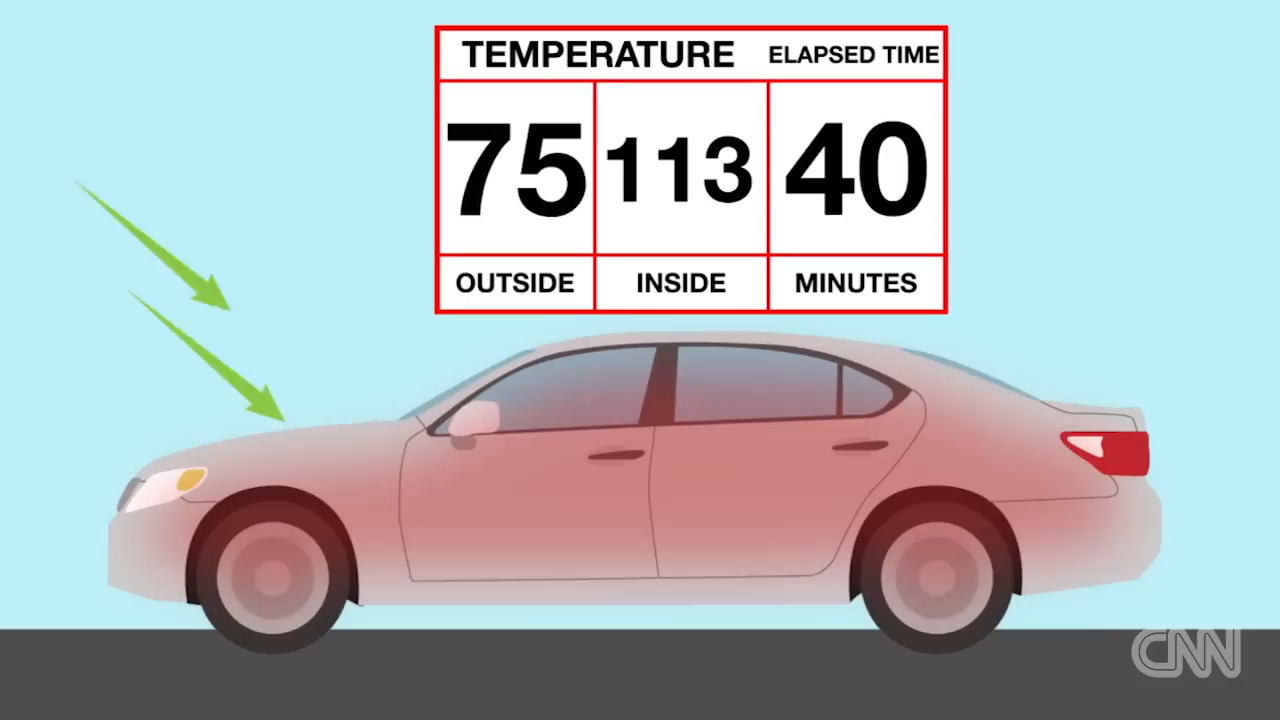 TEMPERATURE ELAPSED TIME
75 113 40
OUTSIDE INSIDE MINUTES
CNN